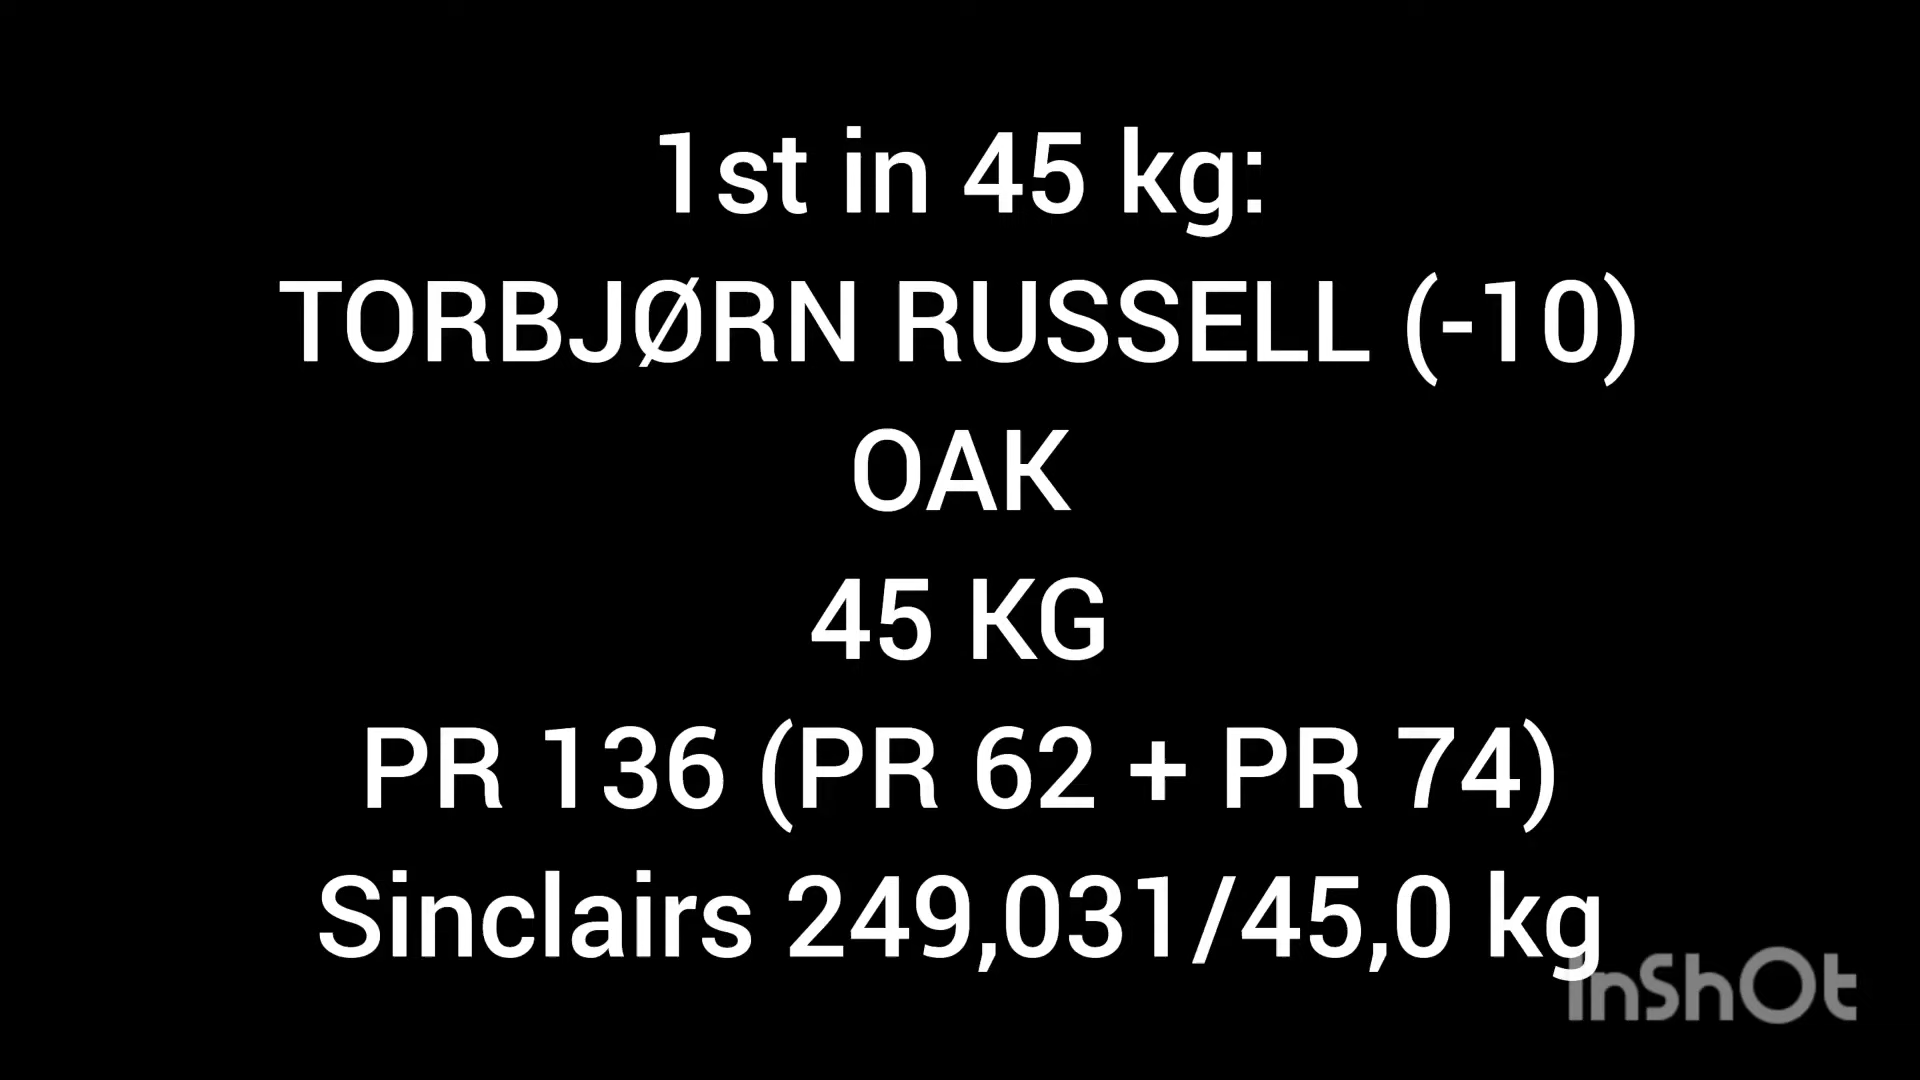 1st in 45 kg:
TORBJØRN RUSSELL (-10)
OAK
45 KG
PR 136 (PR 62 + PR 74)
Sinclairs 249,031/45,0 kg
InShOt